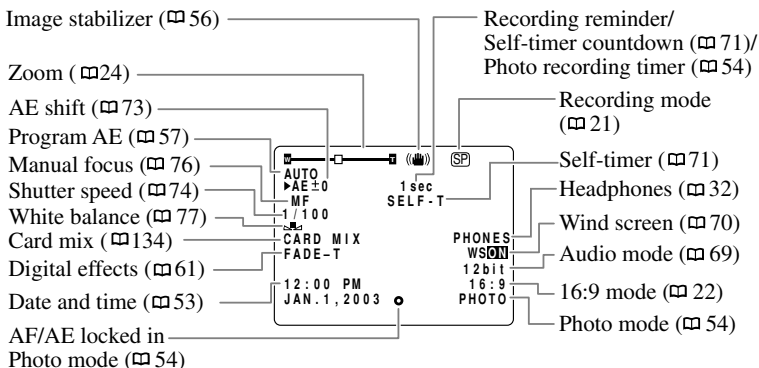 Image stabilizer (56)
Zoom (24)
AE shift (73)
Program AE (57)
Manual focus (76)
Shutter speed (74)
White balance (77)
Card mix (134)
Digital effects (61)
Date and time (53)
AF/AE locked in
Photo mode (54)
W T SP
AUTO
▶AE±0 1sec
MF SELF-T
1/100
CARD MIX PHONES
FADE-T WS ON
12bit
12:00 PM 16:9
JAN.1,2003 PHOTO
Recording reminder/
Self-timer countdown (71)/
Photo recording timer (54)
Recording mode
(21)
Self-timer (71)
Headphones (32)
Wind screen (70)
Audio mode (69)
16:9 mode (22)
Photo mode (54)